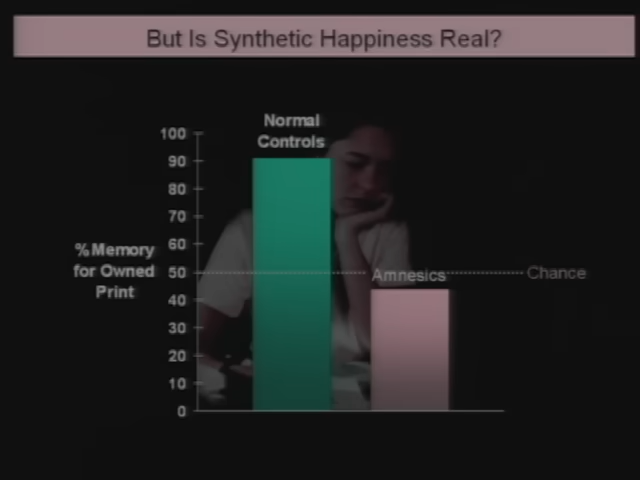 But Is Synthetic Happiness Real?
Normal
Controls
100
90
80
70
60
50
40
30
20
10
0
%Memory
for Owned
Print
Amnesics
Chance